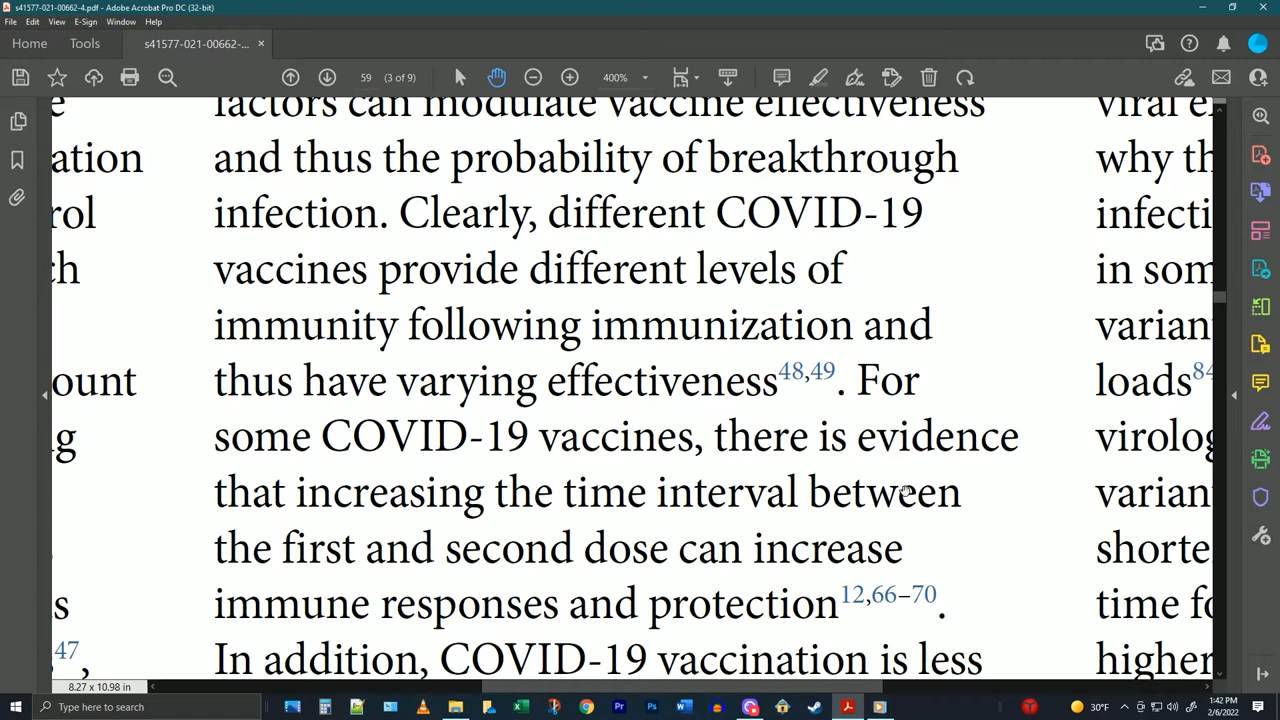 s41577-021-00662-4.pdf - Adobe Acrobat Pro DC (32-bit)
File Edit View E-Sign Window Help
Home Tools s41577-021-00662-... ×
59 (3 of 9) 400%
factors can modulate vaccine effectiveness
and thus the probability of breakthrough
infection. Clearly, different COVID-19
vaccines provide different levels of
immunity following immunization and
thus have varying effectiveness48,49. For
some COVID-19 vaccines, there is evidence
that increasing the time interval between
the first and second dose can increase
immune responses and protection12,66–70.
In addition, COVID-19 vaccination is less
e
ation
rol
ch
ount
ng
s
47,
viral e
why th
infecti
in som
variant
loads84
virolog
variant
shorte
time fo
higher
8.27 x 10.98 in
Type here to search
30°F
1:42 PM
2/6/2022